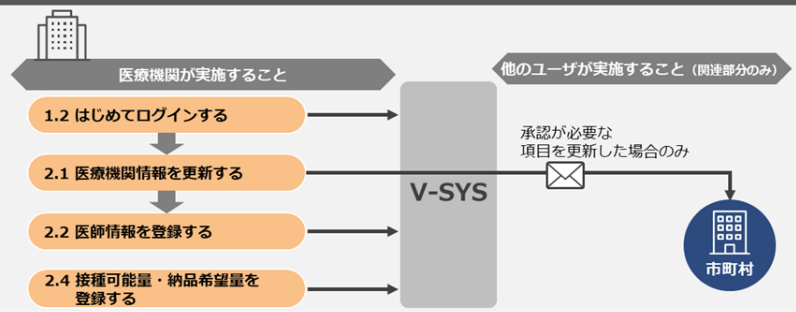 医療機関が実施すること
他のユーザが実施すること（関連部分のみ）
1.2 はじめてログインする
承認が必要な
項目を更新した場合のみ
2.1 医療機関情報を更新する
V-SYS
2.2 医師情報を登録する
市町村
2.4 接種可能量・納品希望量を
登録する